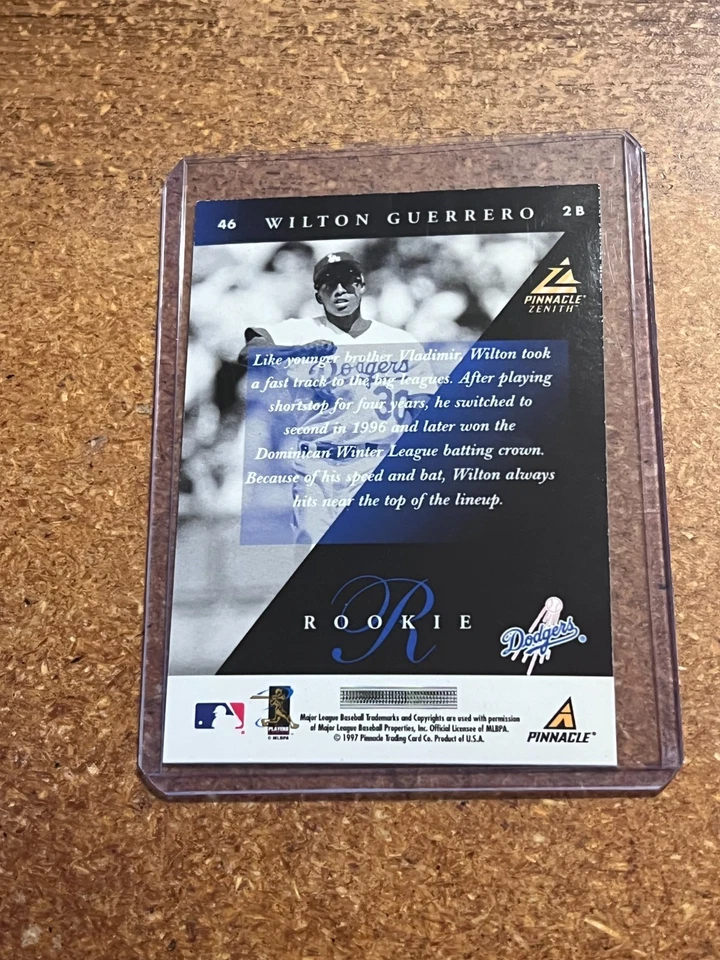 46 WILTON GUERRERO 2B
PINNACLE
ZENITH
Like younger brother Vladimir, Wilton took
a fast track to the big leagues. After playing
shortstop for four years, he switched to
second in 1996 and later won the
Dominican Winter League batting crown.
Because of his speed and bat, Wilton always
hits near the top of the lineup.
Dodgers
30
R
ROOKIE
Dodgers
PLAYERS
© MLBPA
Major League Baseball Trademarks and Copyrights are used with permission
of Major League Baseball Properties, Inc. Official Licensee of MLBPA.
© 1997 Pinnacle Trading Card Co. Product of U.S.A.
PINNACLE